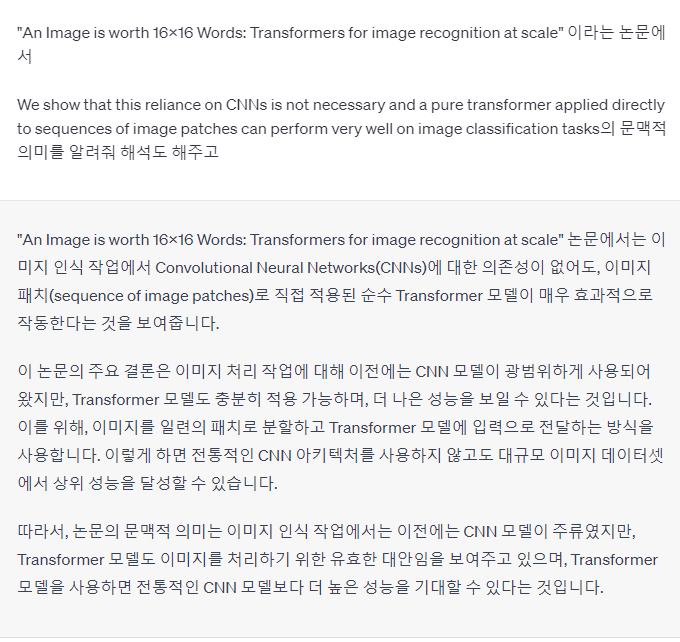 "An Image is worth 16×16 Words: Transformers for image recognition at scale" 이라는 논문에
서
We show that this reliance on CNNs is not necessary and a pure transformer applied directly
to sequences of image patches can perform very well on image classification tasks의 문맥적
의미를 알려줘 해석도 해주고
"An Image is worth 16×16 Words: Transformers for image recognition at scale" 논문에서는 이
미지 인식 작업에서 Convolutional Neural Networks(CNNs)에 대한 의존성이 없어도, 이미지
패치(sequence of image patches)로 직접 적용된 순수 Transformer 모델이 매우 효과적으로
작동한다는 것을 보여줍니다.
이 논문의 주요 결론은 이미지 처리 작업에 대해 이전에는 CNN 모델이 광범위하게 사용되어
왔지만, Transformer 모델도 충분히 적용 가능하며, 더 나은 성능을 보일 수 있다는 것입니다.
이를 위해, 이미지를 일련의 패치로 분할하고 Transformer 모델에 입력으로 전달하는 방식을
사용합니다. 이렇게 하면 전통적인 CNN 아키텍처를 사용하지 않고도 대규모 이미지 데이터셋
에서 상위 성능을 달성할 수 있습니다.
따라서, 논문의 문맥적 의미는 이미지 인식 작업에서는 이전에는 CNN 모델이 주류였지만,
Transformer 모델도 이미지를 처리하기 위한 유효한 대안임을 보여주고 있으며, Transformer
모델을 사용하면 전통적인 CNN 모델보다 더 높은 성능을 기대할 수 있다는 것입니다.